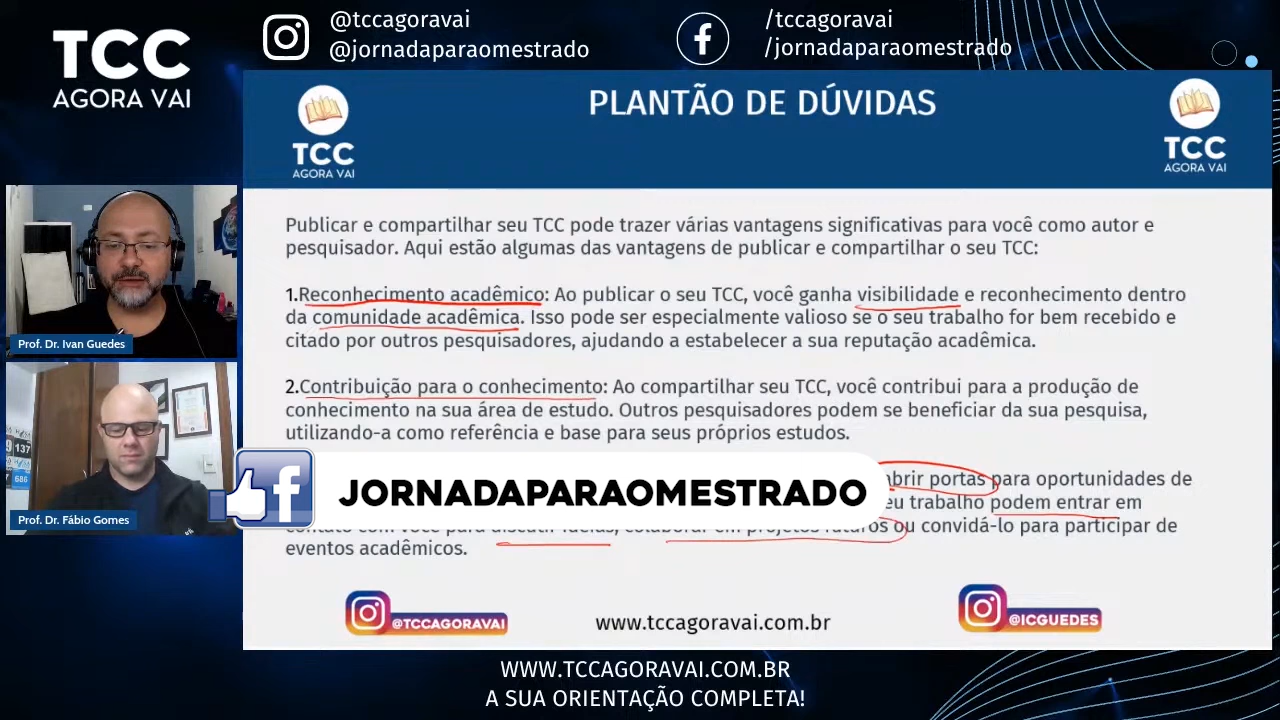 TCC
AGORA VAI
@tccagoravai
@jornadaparaomestrado
/tccagoravai
/jornadaparaomestrado
TCC
AGORA VAI
PLANTÃO DE DÚVIDAS
TCC
AGORA VAI
Publicar e compartilhar seu TCC pode trazer várias vantagens significativas para você como autor e
pesquisador. Aqui estão algumas das vantagens de publicar e compartilhar o seu TCC:
1.Reconhecimento acadêmico: Ao publicar o seu TCC, você ganha visibilidade e reconhecimento dentro
da comunidade acadêmica. Isso pode ser especialmente valioso se o seu trabalho for bem recebido e
citado por outros pesquisadores, ajudando a estabelecer a sua reputação acadêmica.
2.Contribuição para o conhecimento: Ao compartilhar seu TCC, você contribui para a produção de
conhecimento na sua área de estudo. Outros pesquisadores podem se beneficiar da sua pesquisa,
utilizando-a como referência e base para seus próprios estudos.
abrir portas para oportunidades de
trabalho podem entrar em
ou convidá-lo para participar de
eventos acadêmicos.
JORNADAPARAOMESTRADO
Prof. Dr. Ivan Guedes
137
686
Prof. Dr. Fábio Gomes
@TCCAGORAVAI
www.tccagoravai.com.br
@ICGUEDES
WWW.TCCAGORAVAI.COM.BR
A SUA ORIENTAÇÃO COMPLETA!